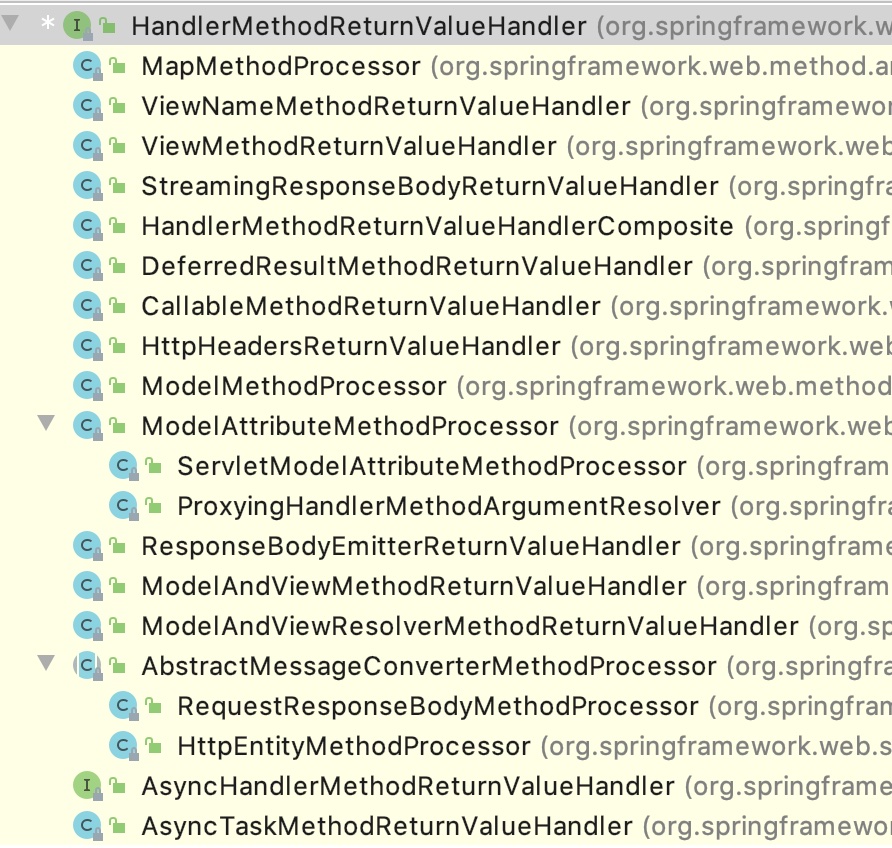 * I HandlerMethodReturnValueHandler (org.springframework.w
C MapMethodProcessor (org.springframework.web.method.a
C ViewNameMethodReturnValueHandler (org.springframewor
C ViewMethodReturnValueHandler (org.springframework.web
C StreamingResponseBodyReturnValueHandler (org.springfra
C HandlerMethodReturnValueHandlerComposite (org.springf
C DeferredResultMethodReturnValueHandler (org.springfram
C CallableMethodReturnValueHandler (org.springframework.
C HttpHeadersReturnValueHandler (org.springframework.web
C ModelMethodProcessor (org.springframework.web.method
C ModelAttributeMethodProcessor (org.springframework.web
C ServletModelAttributeMethodProcessor (org.springfram
C ProxyingHandlerMethodArgumentResolver (org.springfra
C ResponseBodyEmitterReturnValueHandler (org.springframe
C ModelAndViewMethodReturnValueHandler (org.springfram
C ModelAndViewResolverMethodReturnValueHandler (org.sp
C AbstractMessageConverterMethodProcessor (org.springfra
C RequestResponseBodyMethodProcessor (org.springfram
C HttpEntityMethodProcessor (org.springframework.web.s
I AsyncHandlerMethodReturnValueHandler (org.springframe
C AsyncTaskMethodReturnValueHandler (org.springframewor